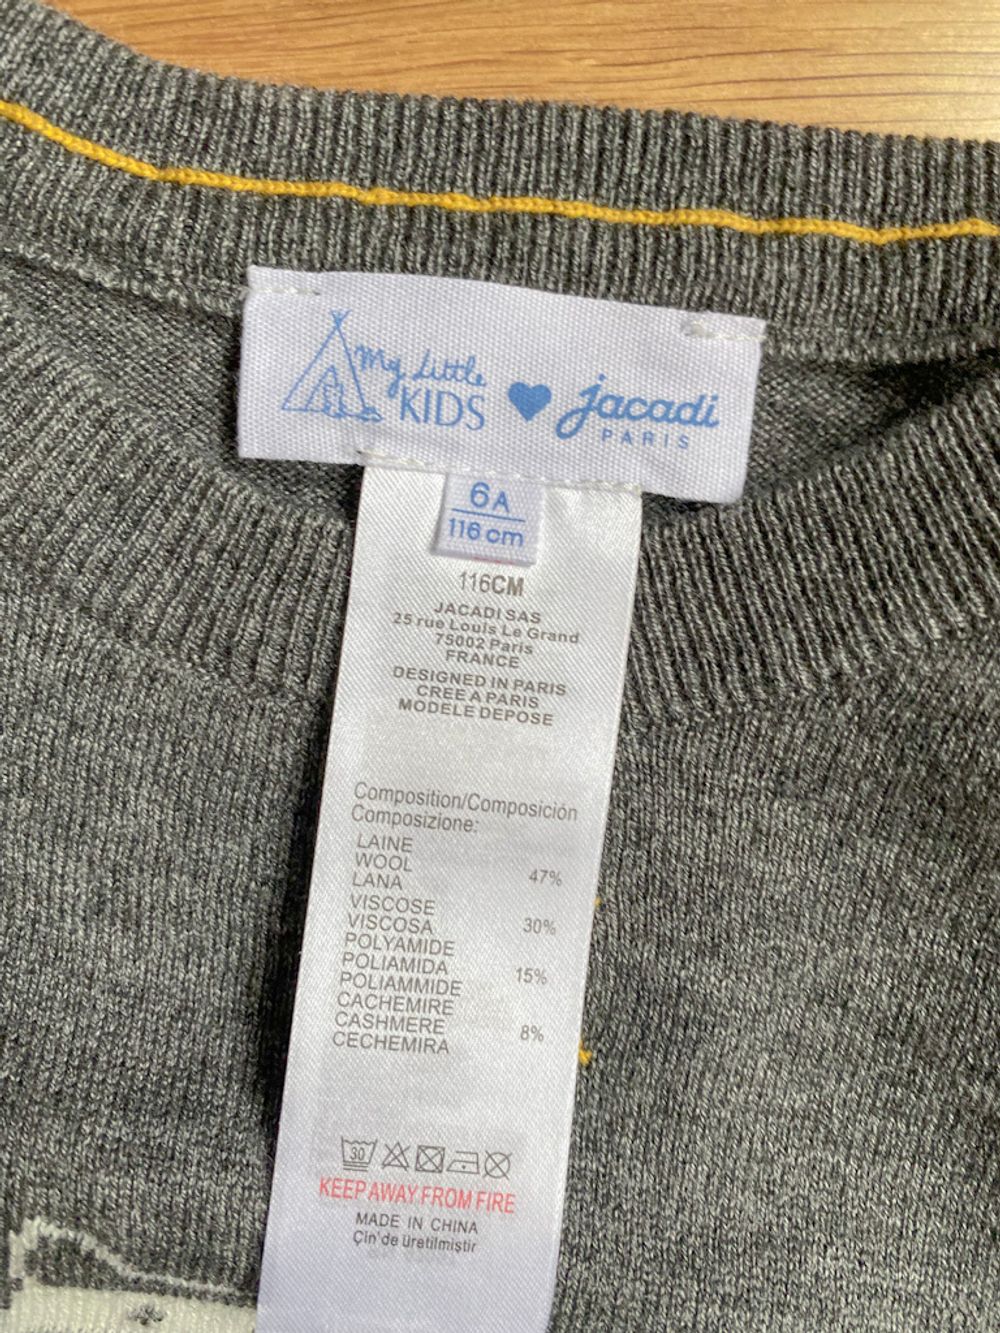 My Little
KIDS
jacadi
PARIS
6A
116 cm
116CM
JACADI SAS
25 rue Louis Le Grand
75002 Paris
FRANCE
DESIGNED IN PARIS
CREE A PARIS
MODELE DEPOSE
Composition/Composición
Composizione:
LAINE
WOOL 47%
LANA
VISCOSE
VISCOSA 30%
POLYAMIDE
POLIAMIDA 15%
POLIAMMIDE
CACHEMIRE
CASHMERE 8%
CECHEMIRA
30
KEEP AWAY FROM FIRE
MADE IN CHINA
Çin'de üretilmiştir